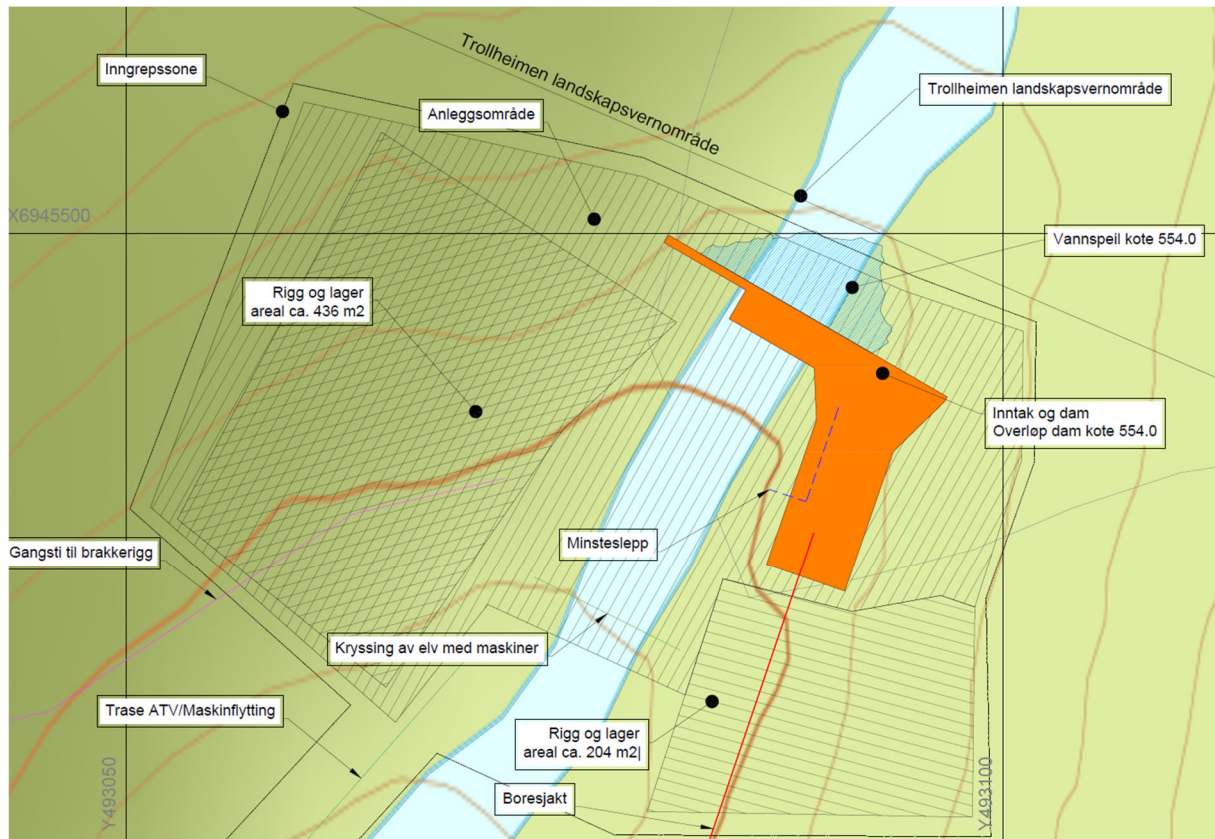 Trollheimen landskapsvernområde
Inngrepssone
Anleggsområde
Trollheimen landskapsvernområde
X6945500
Vannspeil kote 554.0
Rigg og lager
areal ca. 436 m2
Inntak og dam
Overløp dam kote 554.0
Minsteslepp
Gangsti til brakkerigg
Kryssing av elv med maskiner
Trase ATV/Maskinflytting
Rigg og lager
areal ca. 204 m2|
Boresjakt
Y493050
Y493100